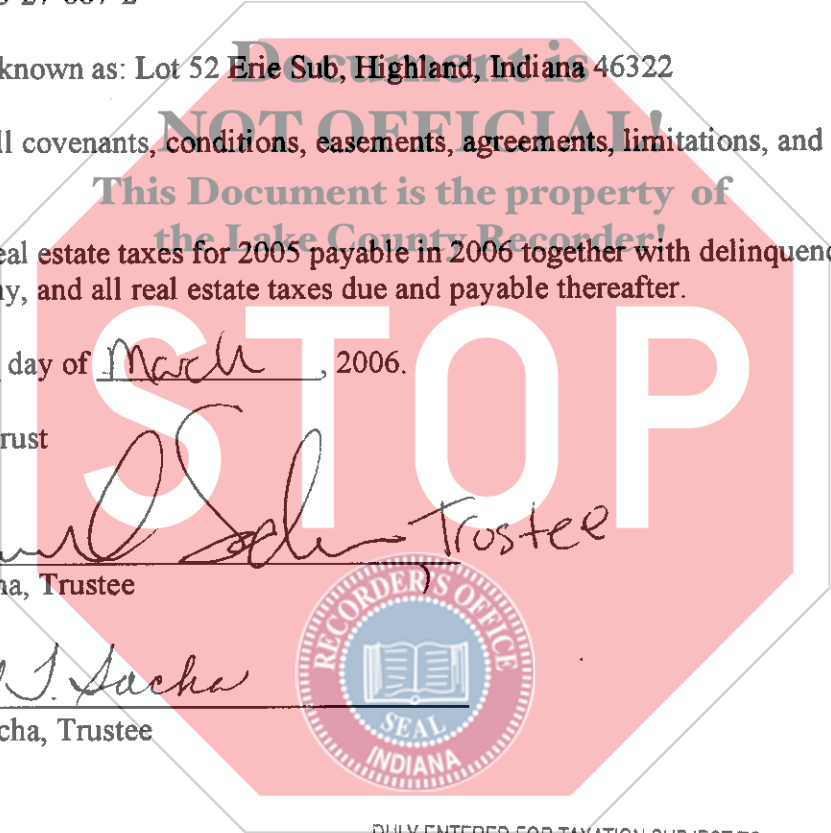 known as: Lot 52 Erie Sub, Highland, Indiana 46322
Document is
NOT OFFICIAL!
ll covenants, conditions, easements, agreements, limitations, and
This Document is the property of
the Lake County Recorder!
eal estate taxes for 2005 payable in 2006 together with delinquenc
y, and all real estate taxes due and payable thereafter.
STOP
day of March, 2006.
rust
Trustee
na, Trustee
J. Sacha
cha, Trustee
RECORDER'S OFFICE
SEAL
INDIANA
DULY ENTERED FOR TAXATION SUBJECT TO